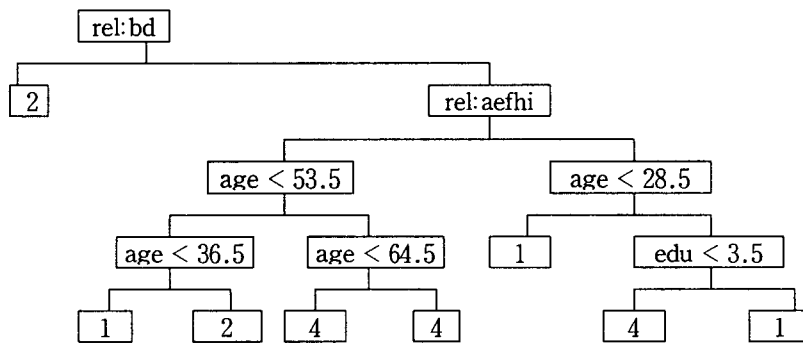 rel:bd
2
rel:aefhi
age < 53.5
age < 28.5
age < 36.5
age < 64.5
1
edu < 3.5
1
2
4
4
4
1